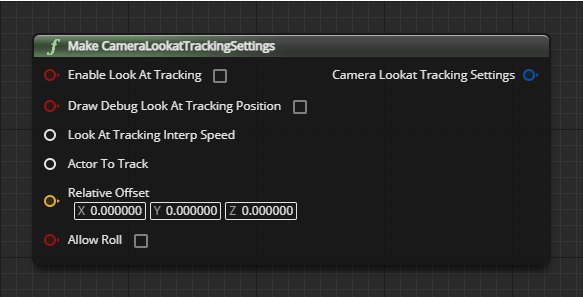 f Make CameraLookatTrackingSettings
Enable Look At Tracking Camera Lookat Tracking Settings
Draw Debug Look At Tracking Position
Look At Tracking Interp Speed
Actor To Track
Relative Offset
X 0.000000 Y 0.000000 Z 0.000000
Allow Roll